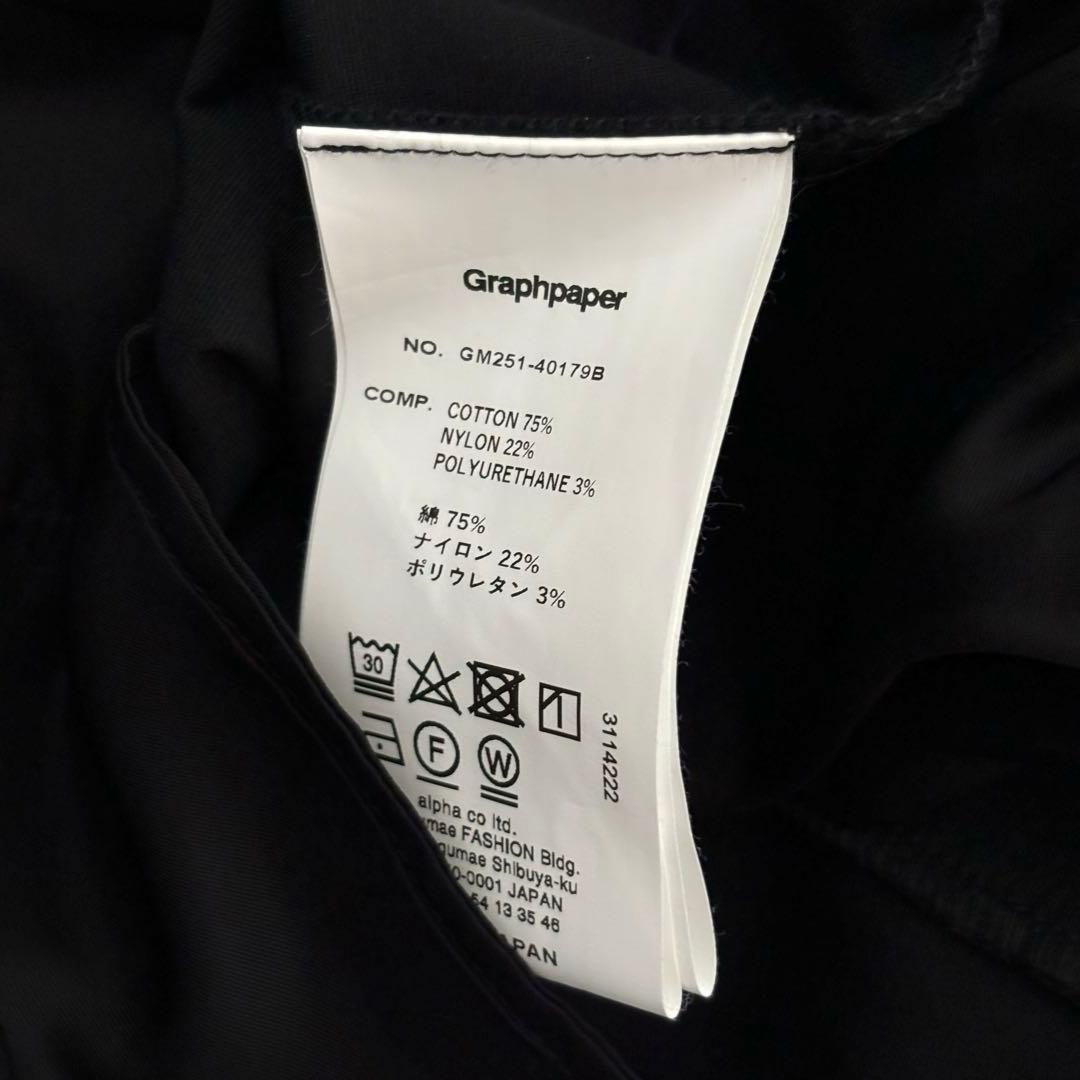 Graphpaper
NO. GM251-40179B
COMP. COTTON 75%
NYLON 22%
POLYURETHANE 3%
綿 75%
ナイロン 22%
ポリウレタン 3%
30
F W
3114222
alpha co ltd.
FASHION Bldg.
Shibuya-ku
JAPAN
54 13 35 46